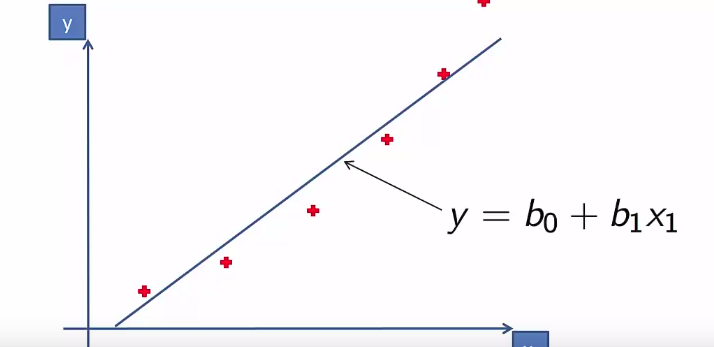 y
y = b₀ + b₁x₁